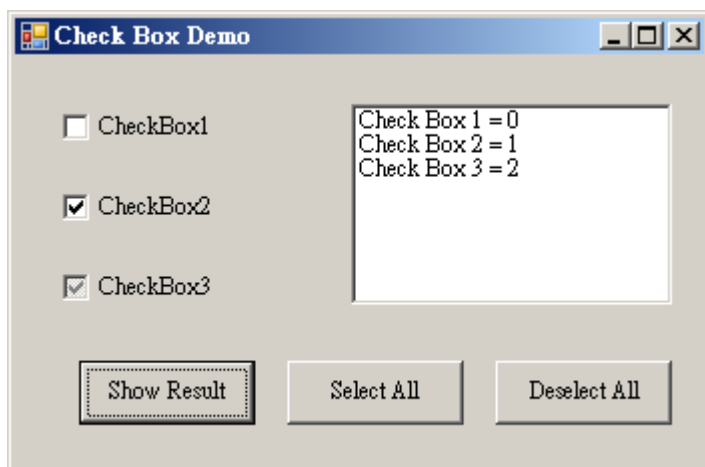 Check Box Demo
CheckBox1
CheckBox2
CheckBox3
Check Box 1 = 0
Check Box 2 = 1
Check Box 3 = 2
Show Result
Select All
Deselect All